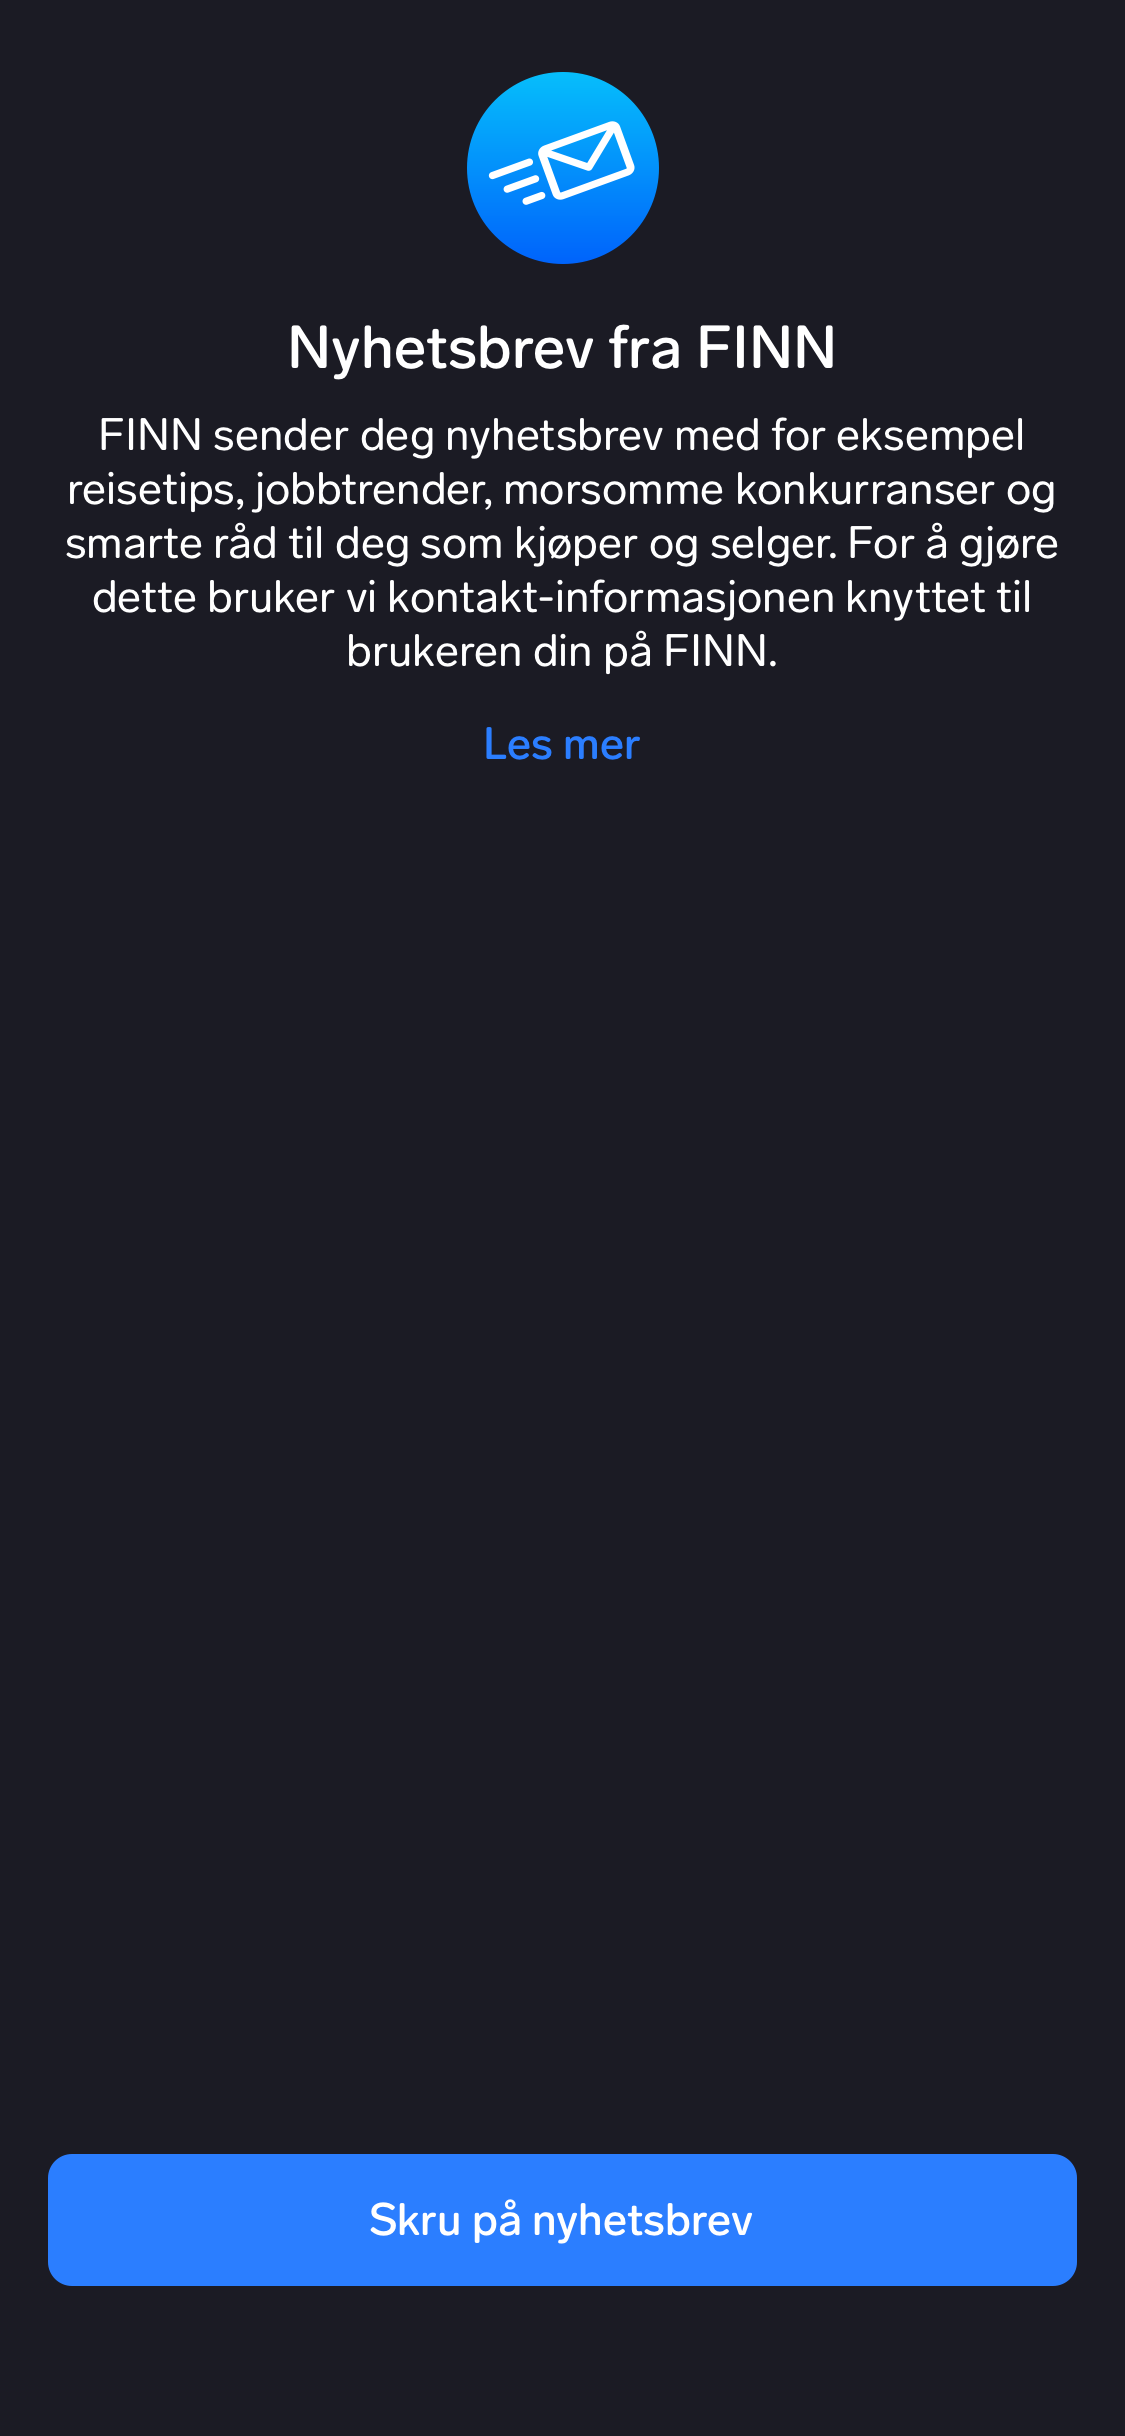 Nyhetsbrev fra FINN
FINN sender deg nyhetsbrev med for eksempel
reisetips, jobbtrender, morsomme konkurranser og
smarte råd til deg som kjøper og selger. For å gjøre
dette bruker vi kontakt-informasjonen knyttet til
brukeren din på FINN.
Les mer
Skru på nyhetsbrev